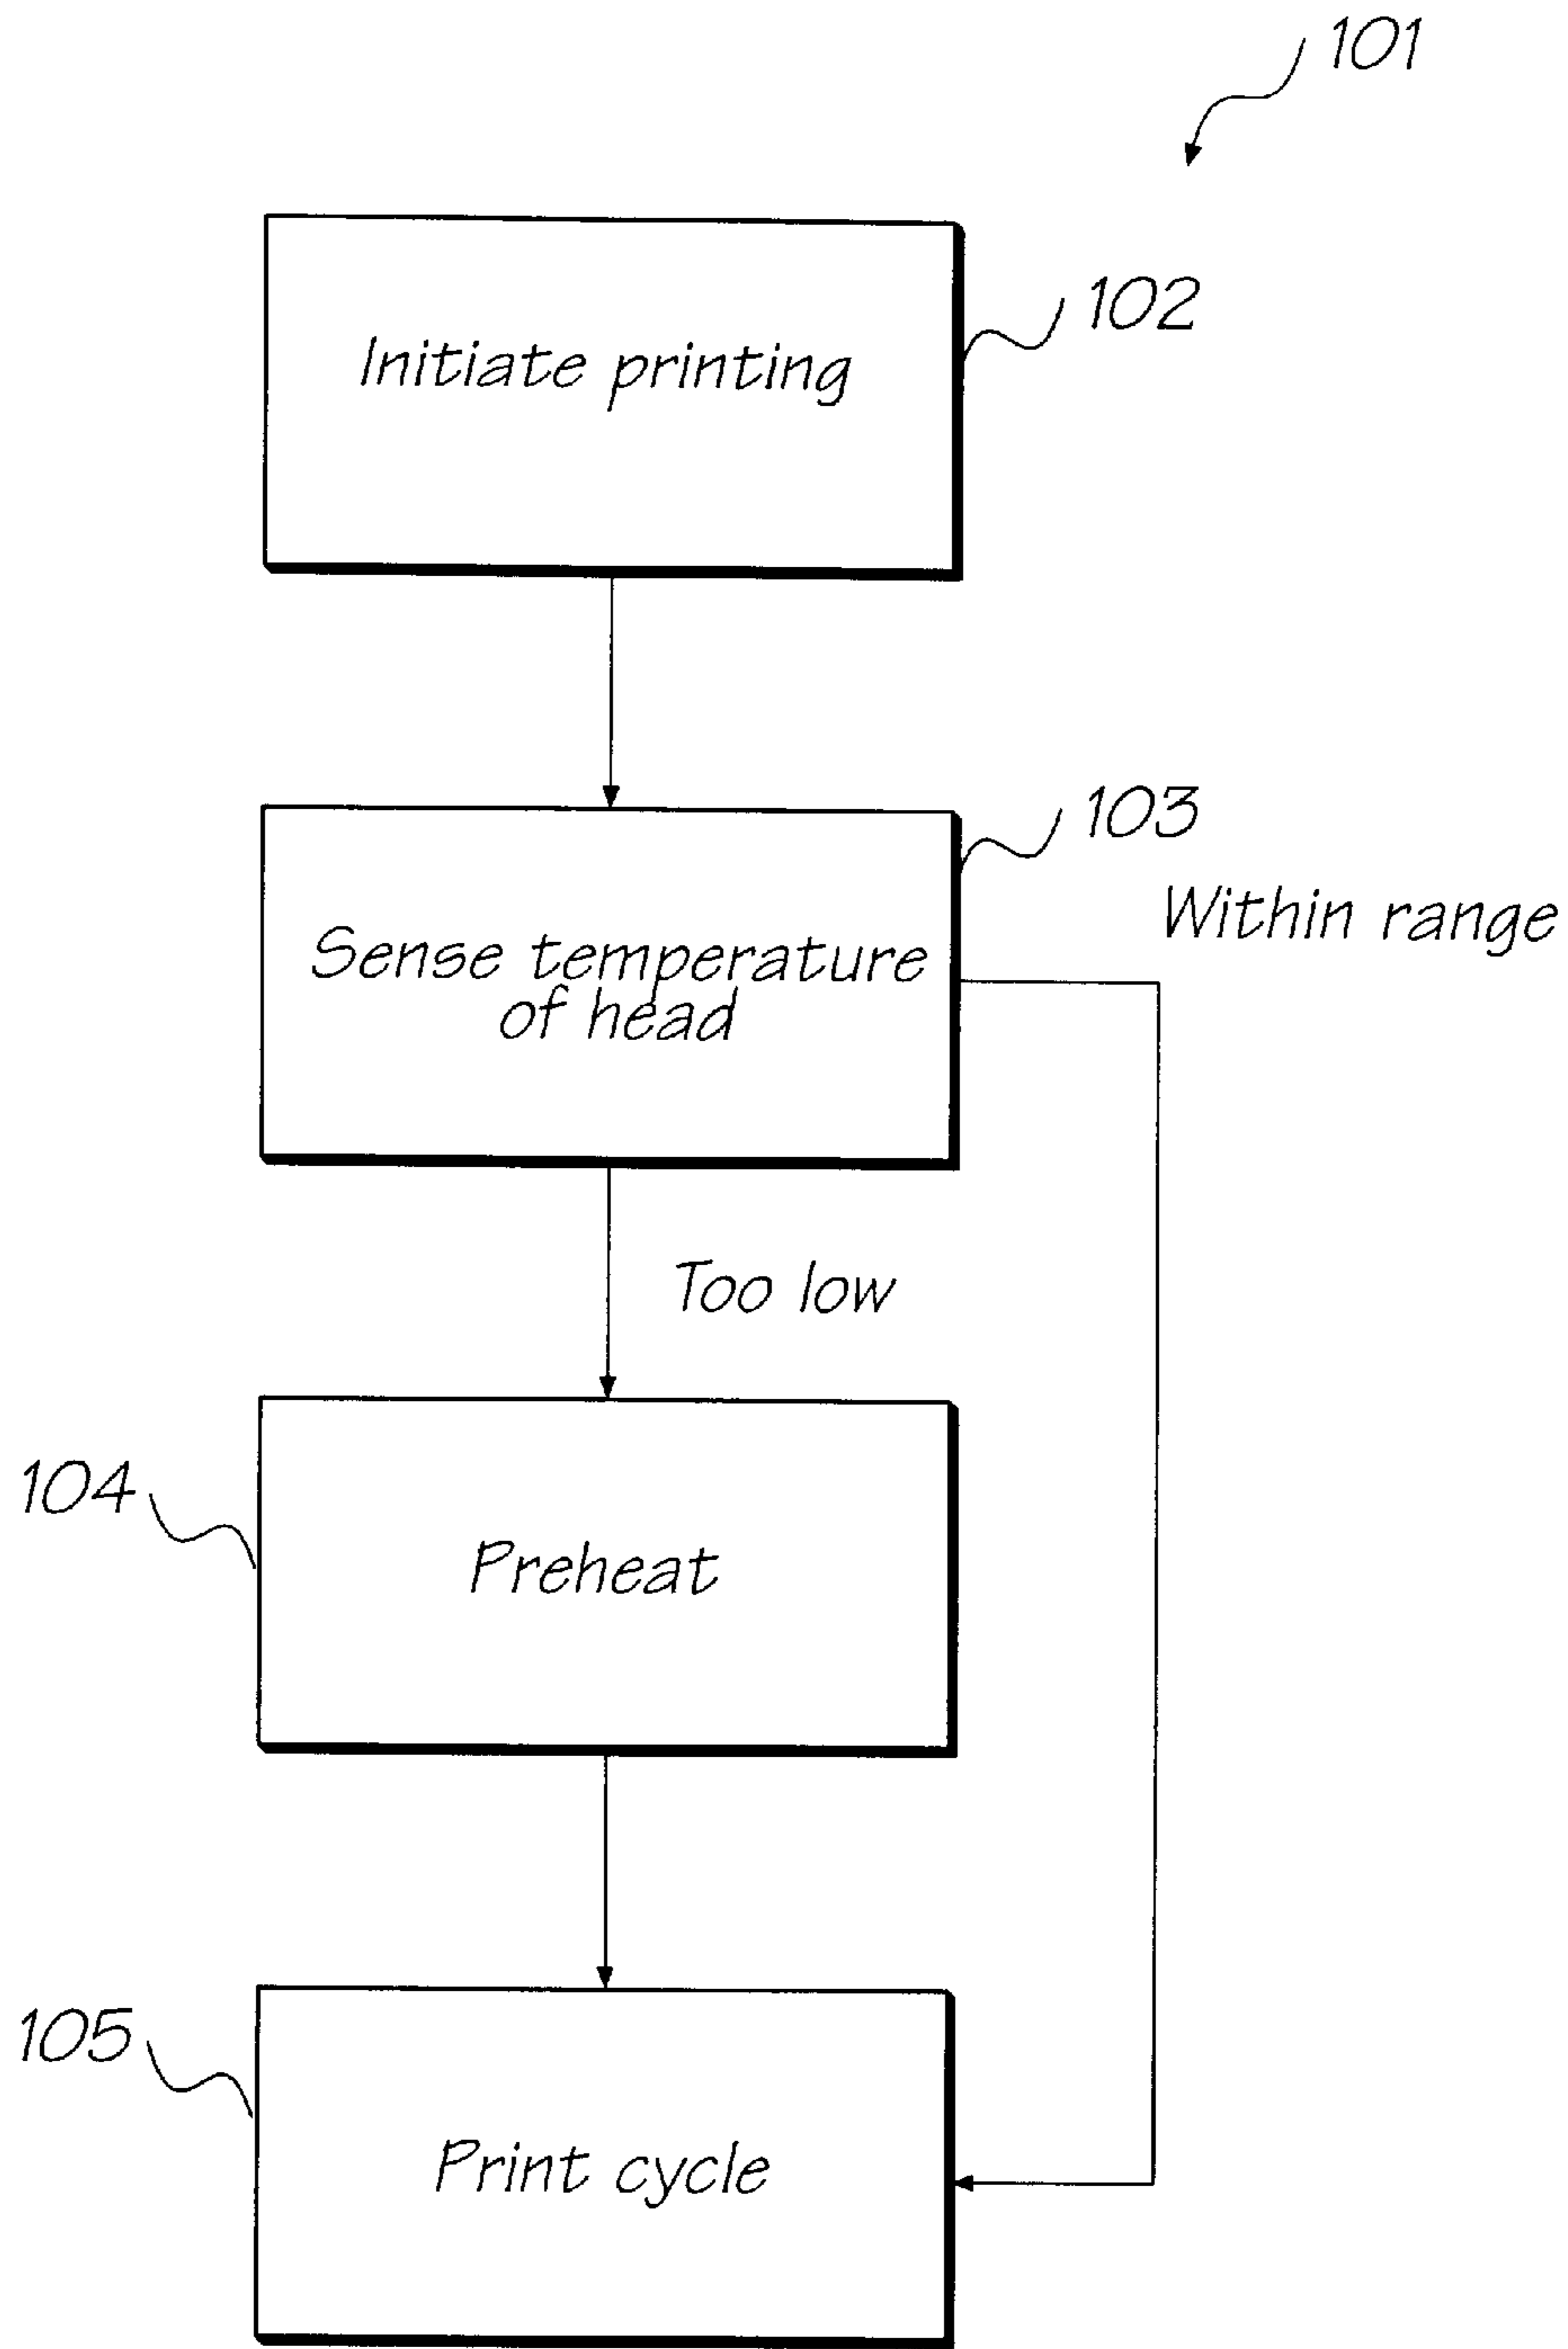 101
Initiate printing
102
103
Within range
Sense temperature
of head
Too low
104
Preheat
105
Print cycle